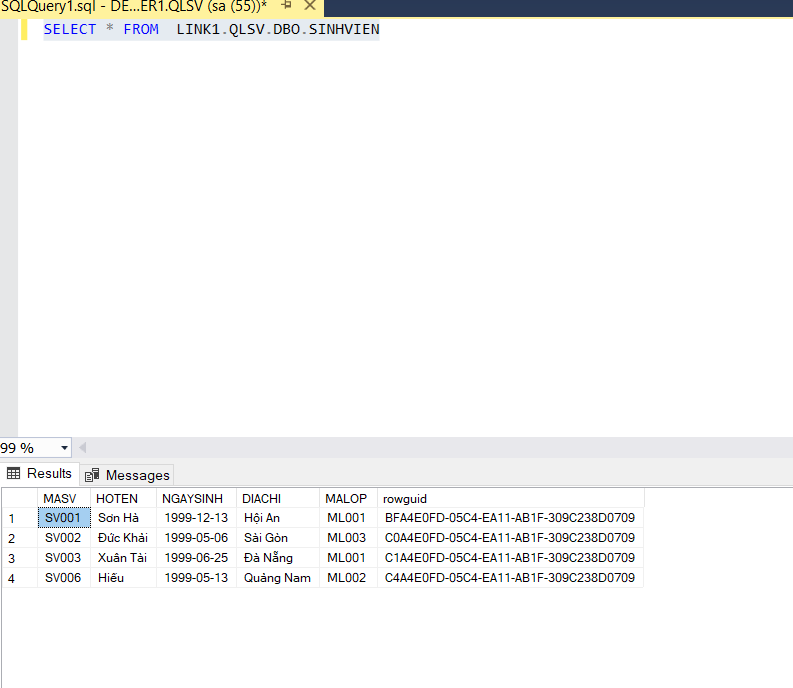 SQLQuery1.sql - DE...ER1.QLSV (sa (55))*
SELECT * FROM  LINK1.QLSV.DBO.SINHVIEN
99 %
Results Messages
MASV HOTEN NGAYSINH DIACHI MALOP rowguid
1 SV001 Sơn Hà 1999-12-13 Hội An ML001 BFA4E0FD-05C4-EA11-AB1F-309C238D0709
2 SV002 Đức Khải 1999-05-06 Sài Gòn ML003 C0A4E0FD-05C4-EA11-AB1F-309C238D0709
3 SV003 Xuân Tài 1999-06-25 Đà Nẵng ML001 C1A4E0FD-05C4-EA11-AB1F-309C238D0709
4 SV006 Hiếu 1999-05-13 Quảng Nam ML002 C4A4E0FD-05C4-EA11-AB1F-309C238D0709